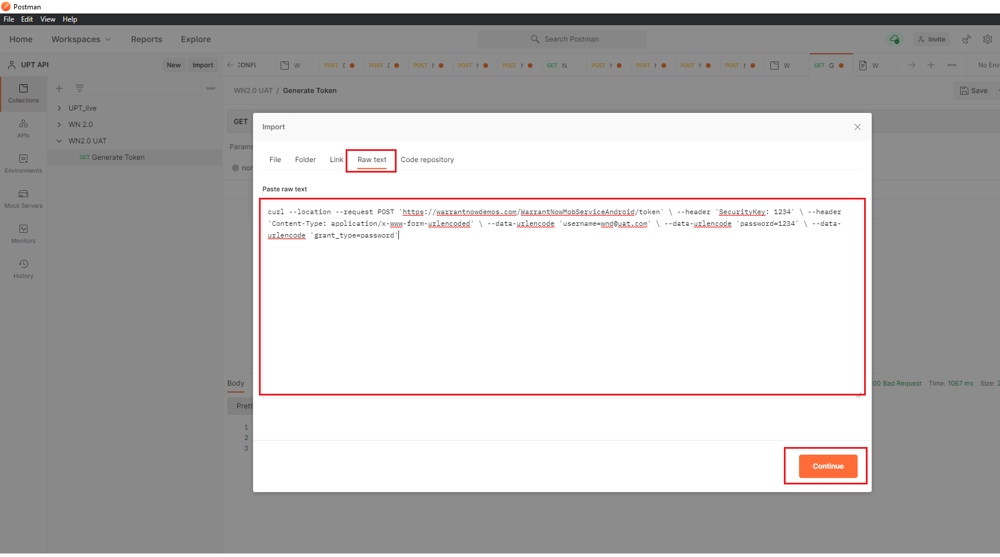 Postman
File Edit View Help
Home Workspaces Reports Explore Search Postman Invite
UPT API New Import CONFL W POST POST POST POST POST GET N. POST POST POST POST W GET G W No Env
WN2.0 UAT / Generate Token Save
Collections
UPT_live
WN 2.0
APIs
WN2.0 UAT
GET Generate Token
Environments
Mock Servers
Monitors
History
GET
Params
Import
File Folder Link Raw text Code repository
Paste raw text
curl --location --request POST 'https://warrantnowdemos.com/WarrantNowMobServiceAndroid/token' \ --header 'SecurityKey: 1234' \ --header
'Content-Type: application/x-www-form-urlencoded' \ --data-urlencode 'username=wnd@uat.com' \ --data-urlencode 'password=1234' \ --data-
urlencode 'grant_type=password'
Body 00 Bad Request Time: 1067 ms Size: 2
Prett
1
2
3
Continue